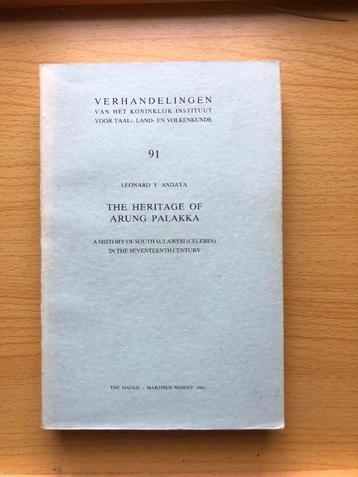 VERHANDELINGEN
VAN HET KONINKLIJK INSTITUUT
VOOR TAAL-, LAND- EN VOLKENKUNDE
91
LEONARD Y. ANDAYA
THE HERITAGE OF
ARUNG PALAKKA
A HISTORY OF SOUTH SULAWESI (CELEBES)
IN THE SEVENTEENTH CENTURY
THE HAGUE – MARTINUS NIJHOFF 1981